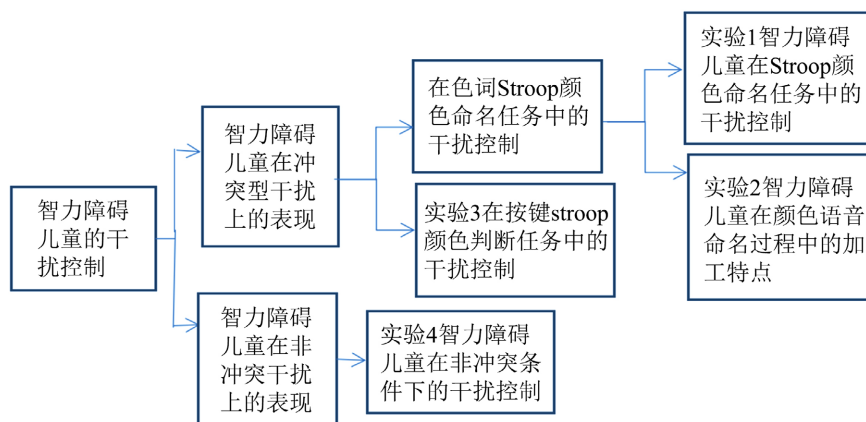 智力障碍
儿童的干
扰控制
智力障碍
儿童在冲
突型干扰
上的表现
智力障碍
儿童在非
冲突干扰
上的表现
在色词Stroop颜
色命名任务中的
干扰控制
实验3在按键stroop
颜色判断任务中的
干扰控制
实验4智力障碍
儿童在非冲突条
件下的干扰控制
实验1智力障碍
儿童在Stroop颜
色命名任务中的
干扰控制
实验2智力障碍
儿童在颜色语音
命名过程中的加
工特点